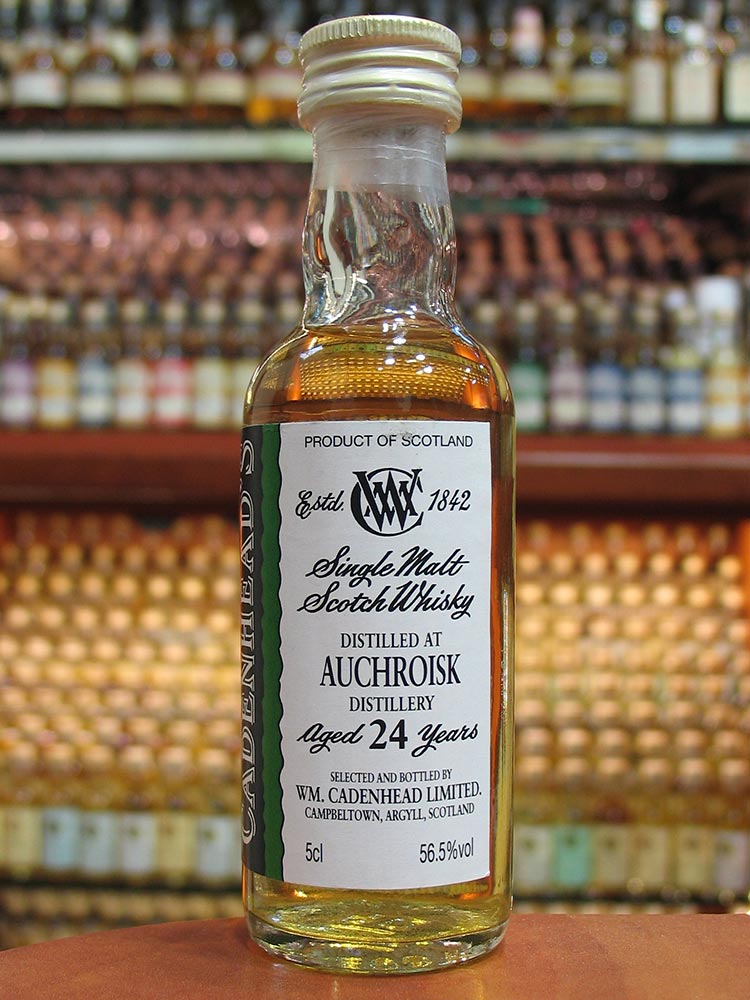 PRODUCT OF SCOTLAND
Estd. WMC 1842
Single Malt
Scotch Whisky
DISTILLED AT
AUCHROISK
DISTILLERY
Aged 24 Years
SELECTED AND BOTTLED BY
WM. CADENHEAD LIMITED.
CAMPBELTOWN, ARGYLL, SCOTLAND
5cl 56.5%vol
CADENHEAD'S